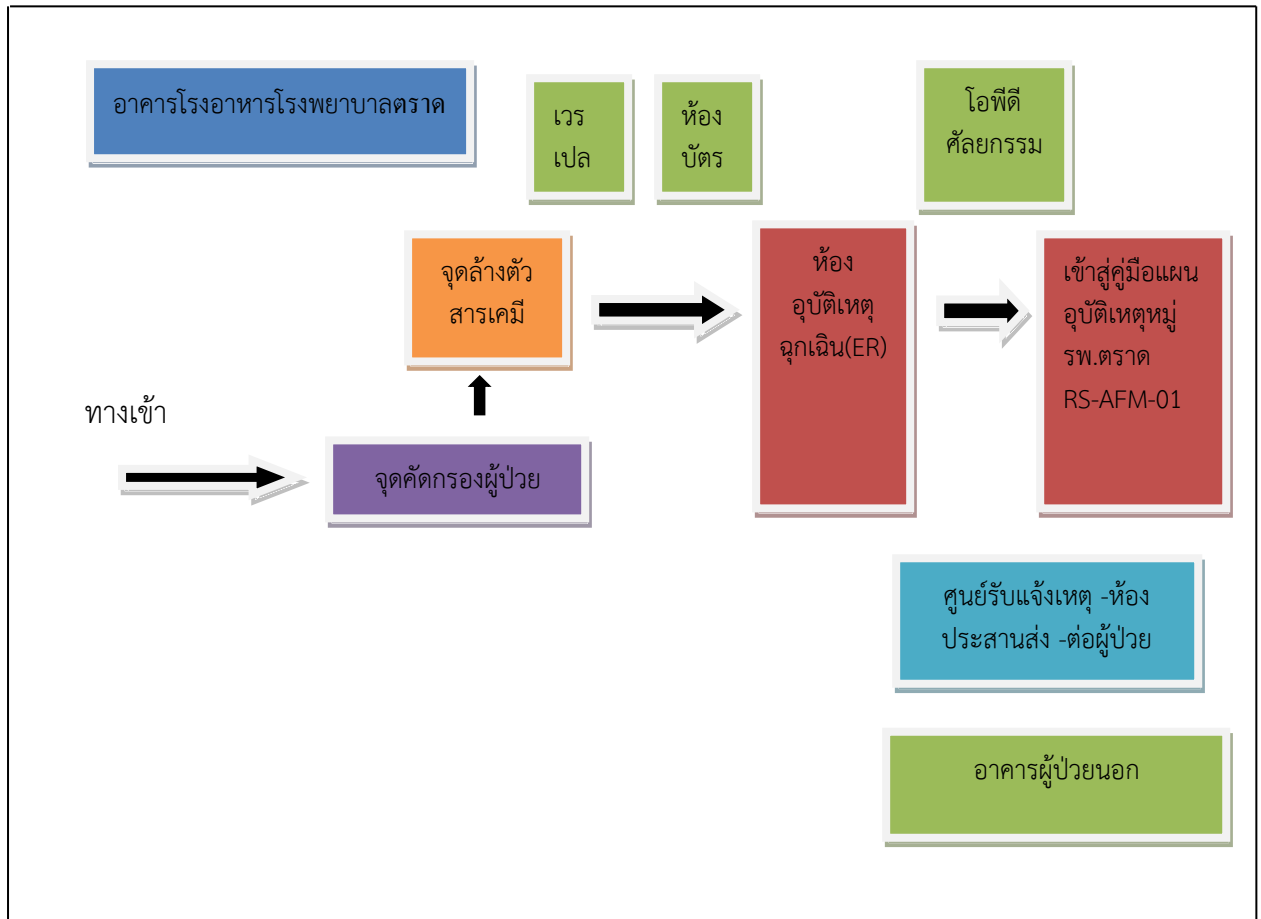 อาคารโรงอาหารโรงพยาบาลตราด
เวร
เปล
ห้อง
บัตร
โอพีดี
ศัลยกรรม
จุดล้างตัว
สารเคมี
ห้อง
อุบัติเหตุ
ฉุกเฉิน(ER)
เข้าสู่คู่มือแผน
อุบัติเหตุหมู่
รพ.ตราด
RS-AFM-01
ทางเข้า
จุดคัดกรองผู้ป่วย
ศูนย์รับแจ้งเหตุ -ห้อง
ประสานส่ง -ต่อผู้ป่วย
อาคารผู้ป่วยนอก